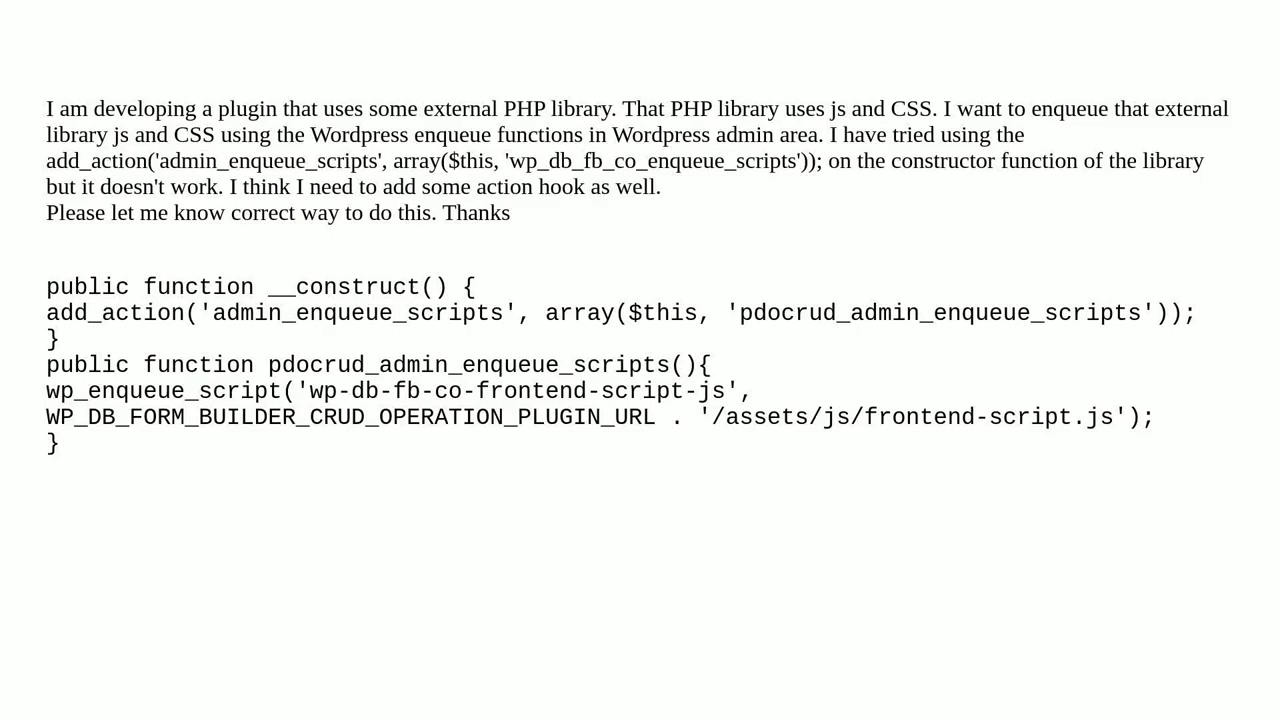 I am developing a plugin that uses some external PHP library. That PHP library uses js and CSS. I want to enqueue that external
library js and CSS using the Wordpress enqueue functions in Wordpress admin area. I have tried using the
add_action('admin_enqueue_scripts', array($this, 'wp_db_fb_co_enqueue_scripts')); on the constructor function of the library
but it doesn't work. I think I need to add some action hook as well.
Please let me know correct way to do this. Thanks
public function __construct() {
add_action('admin_enqueue_scripts', array($this, 'pdocrud_admin_enqueue_scripts'));
}
public function pdocrud_admin_enqueue_scripts(){
wp_enqueue_script('wp-db-fb-co-frontend-script-js',
WP_DB_FORM_BUILDER_CRUD_OPERATION_PLUGIN_URL . '/assets/js/frontend-script.js');
}